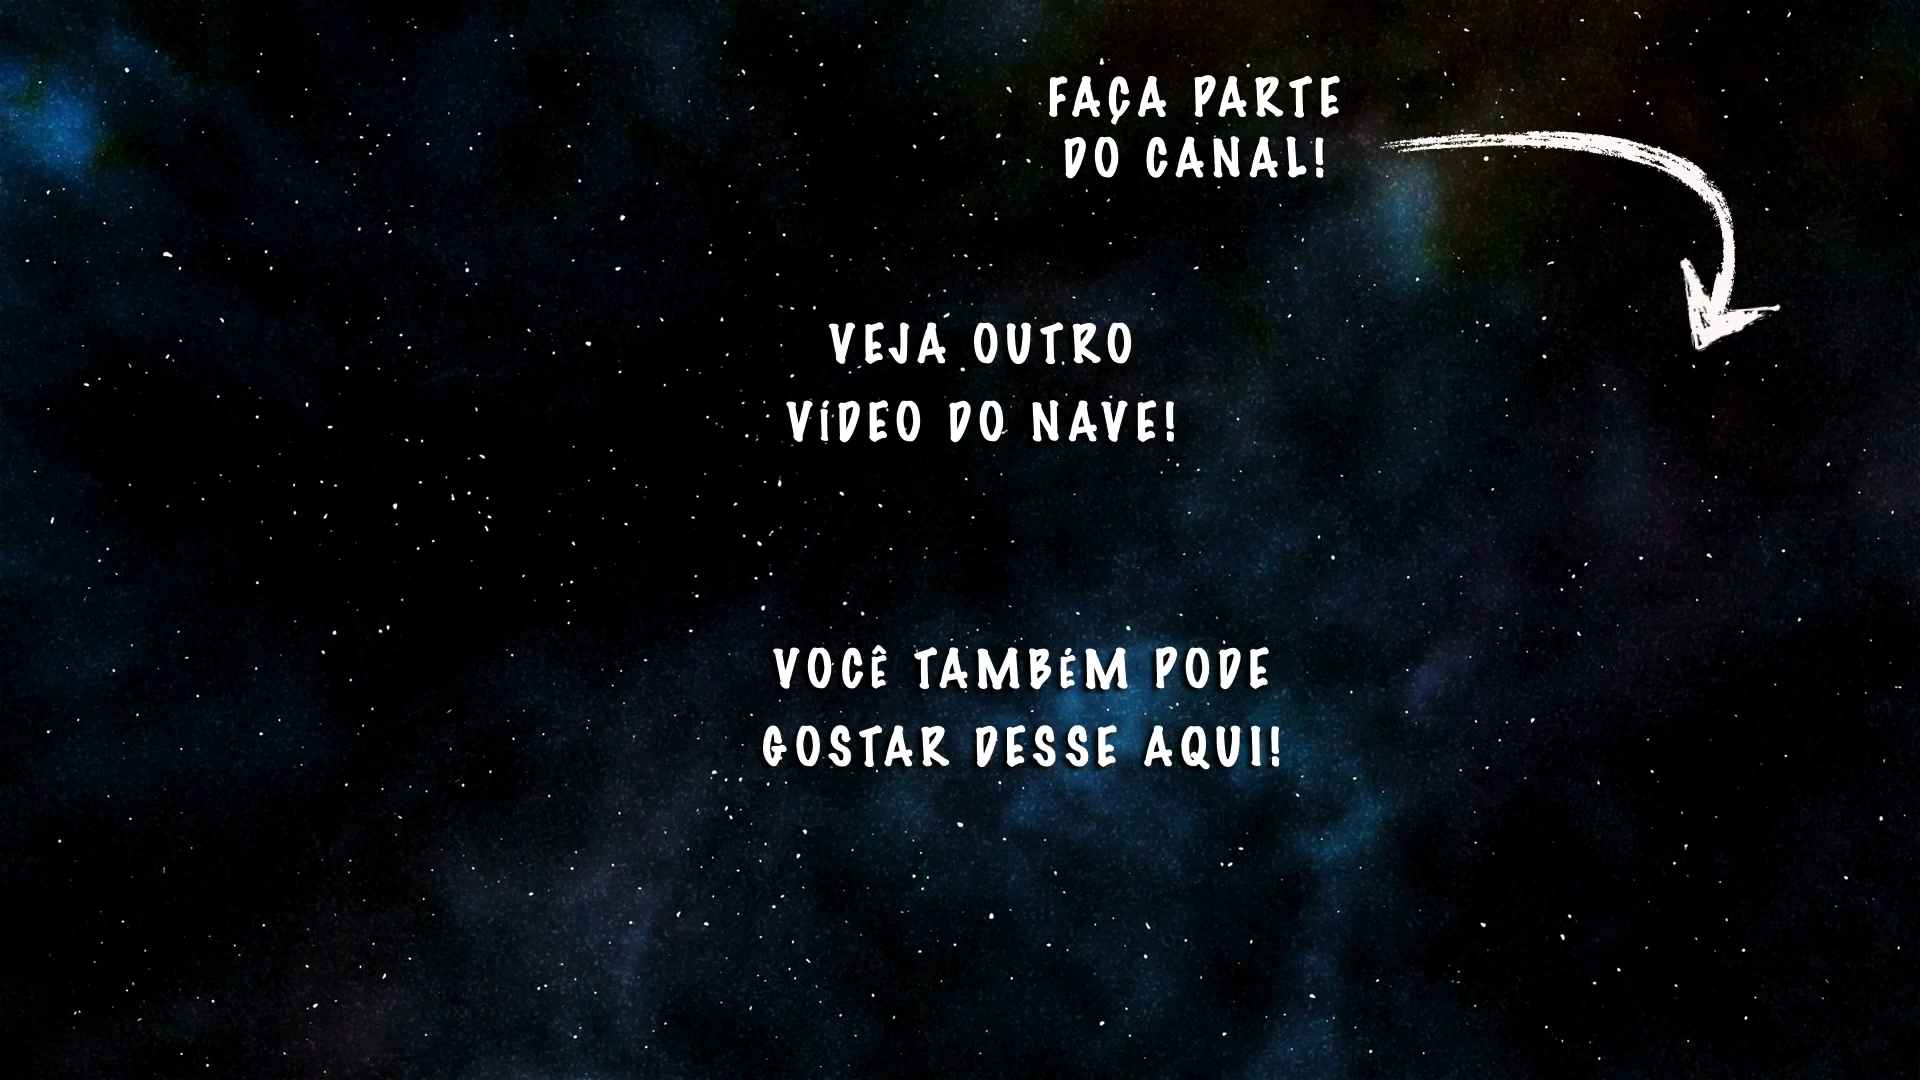 FAÇA PARTE
DO CANAL!
VEJA OUTRO
VÍDEO DO NAVE!
VOCÊ TAMBÉM PODE
GOSTAR DESSE AQUI!